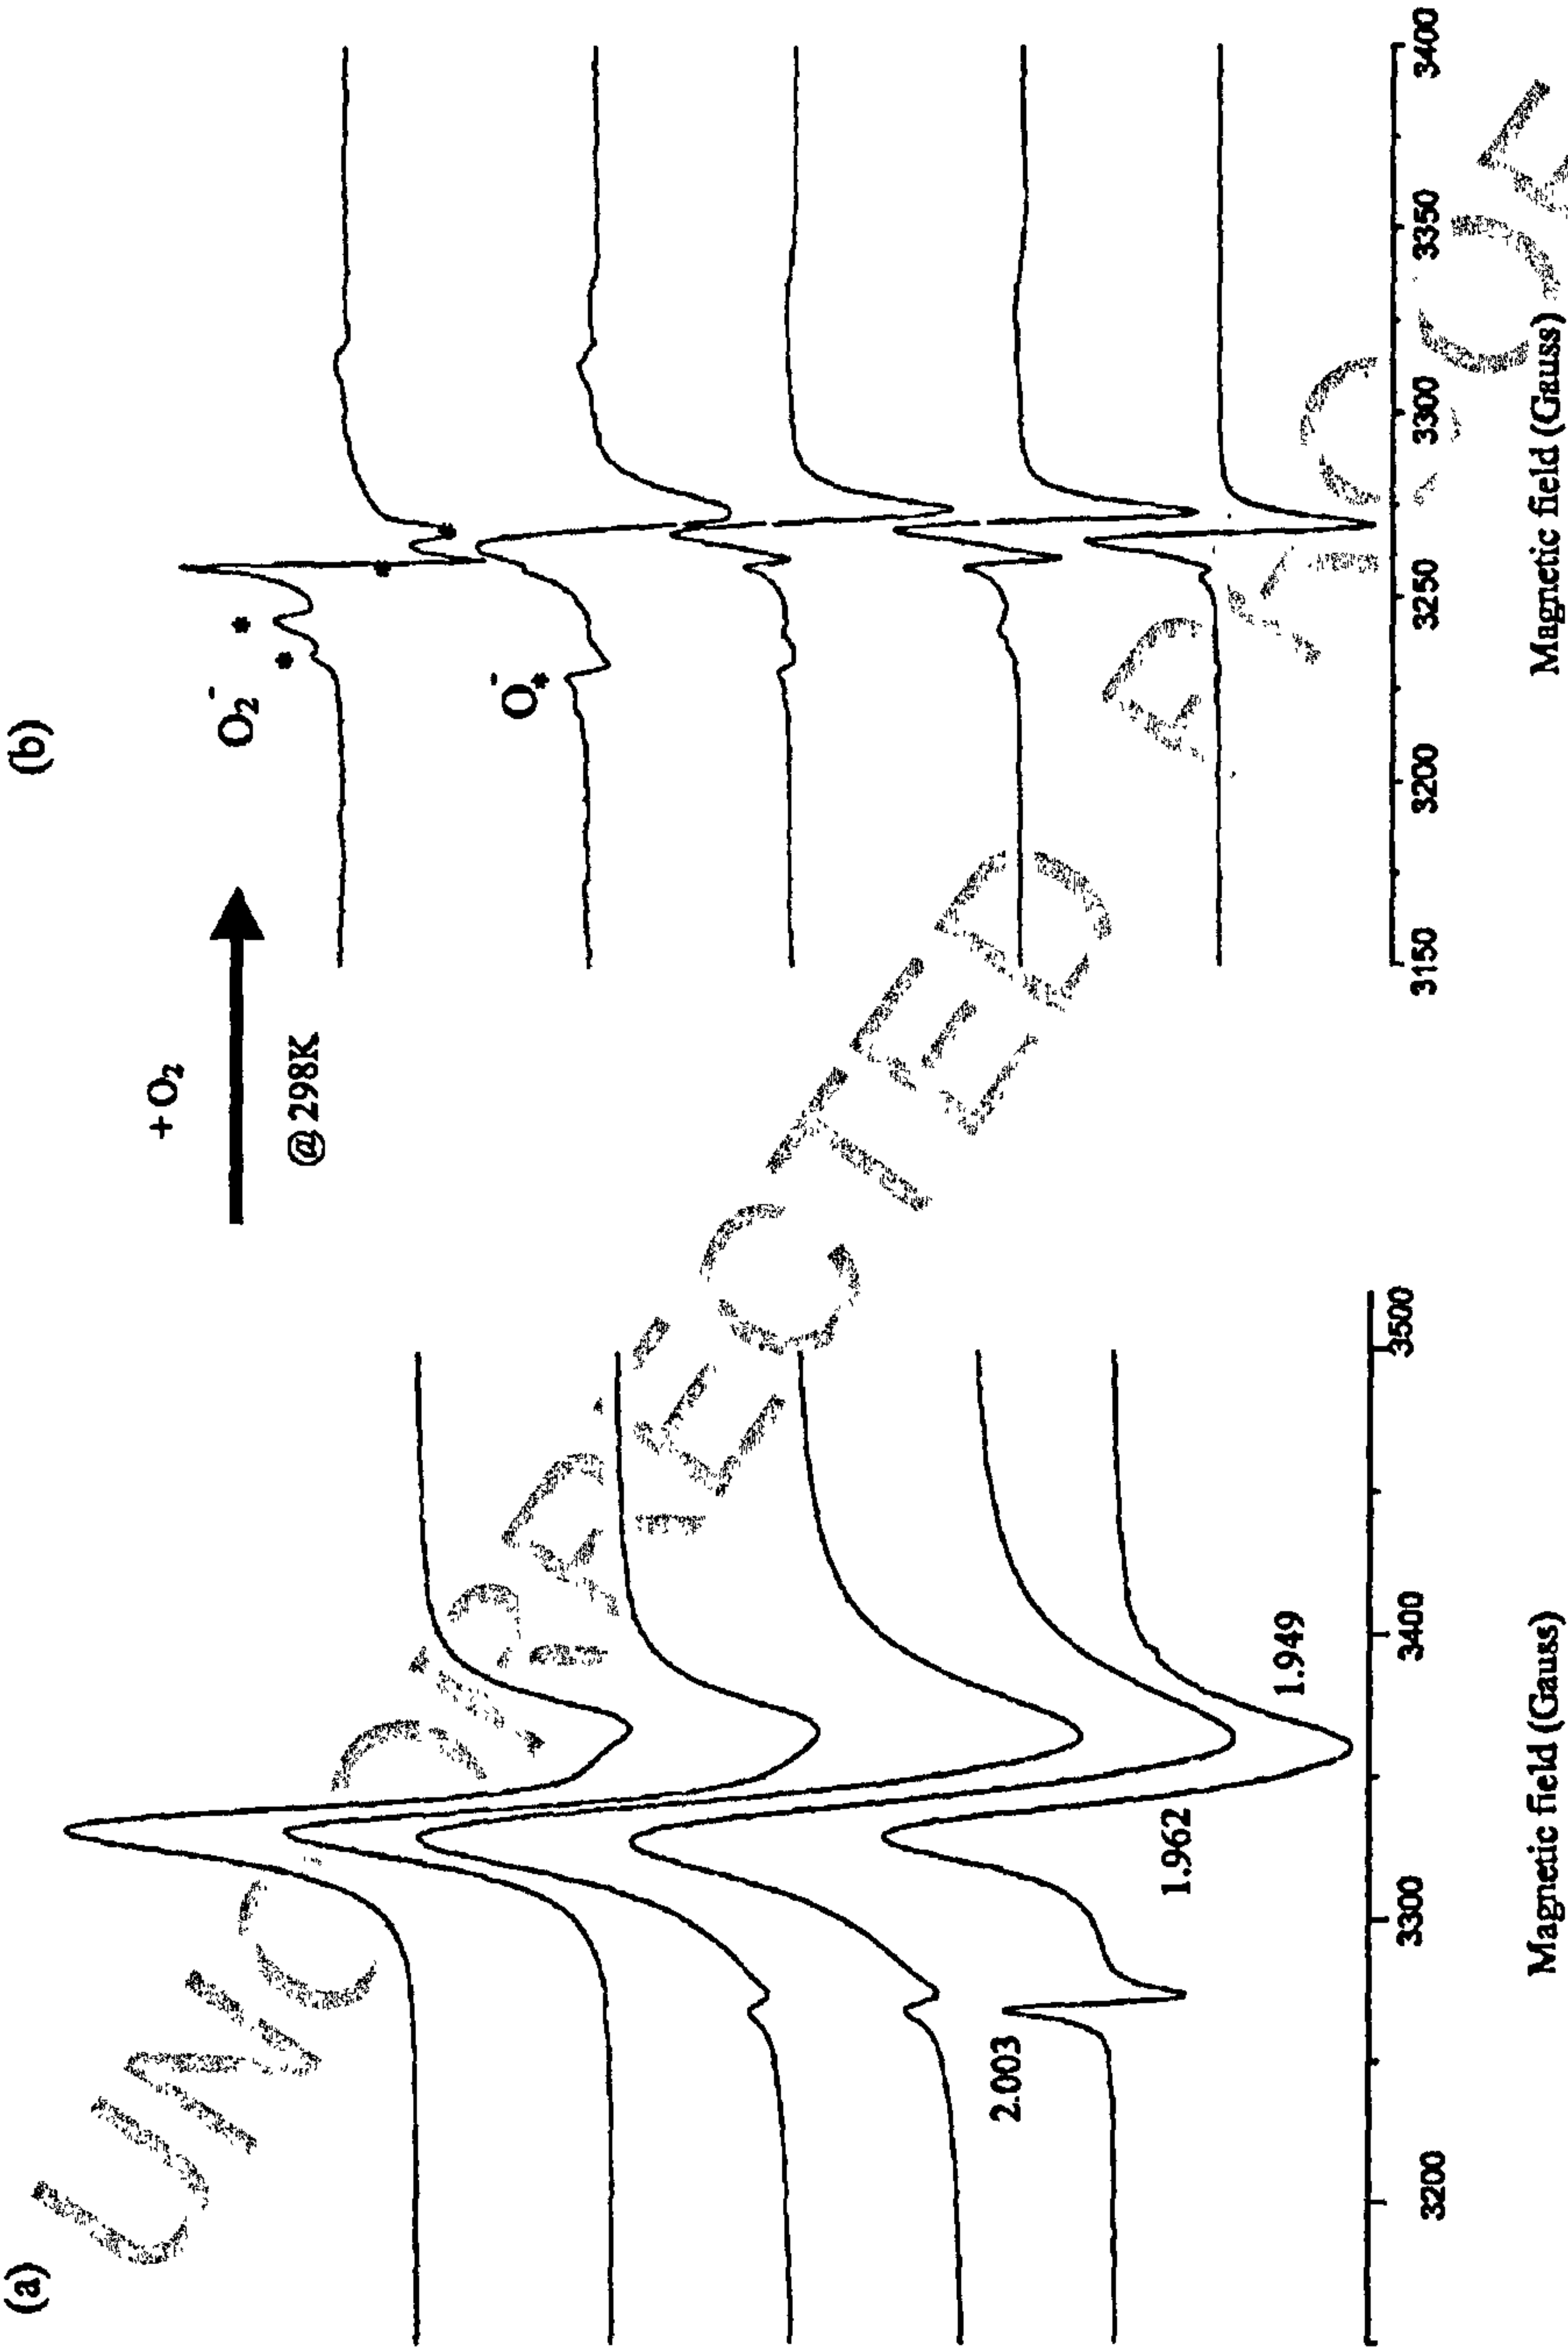 (a)
2.003
1.962
1.949
3200
3300
3400
3500
Magnetic field (Gauss)
+ O₂
@ 298K
(b)
O₂⁻
*
*
*
*
O⁻
*
3150
3200
3250
3300
3350
3400
Magnetic field (Gauss)
UNCORRECTED PROOF